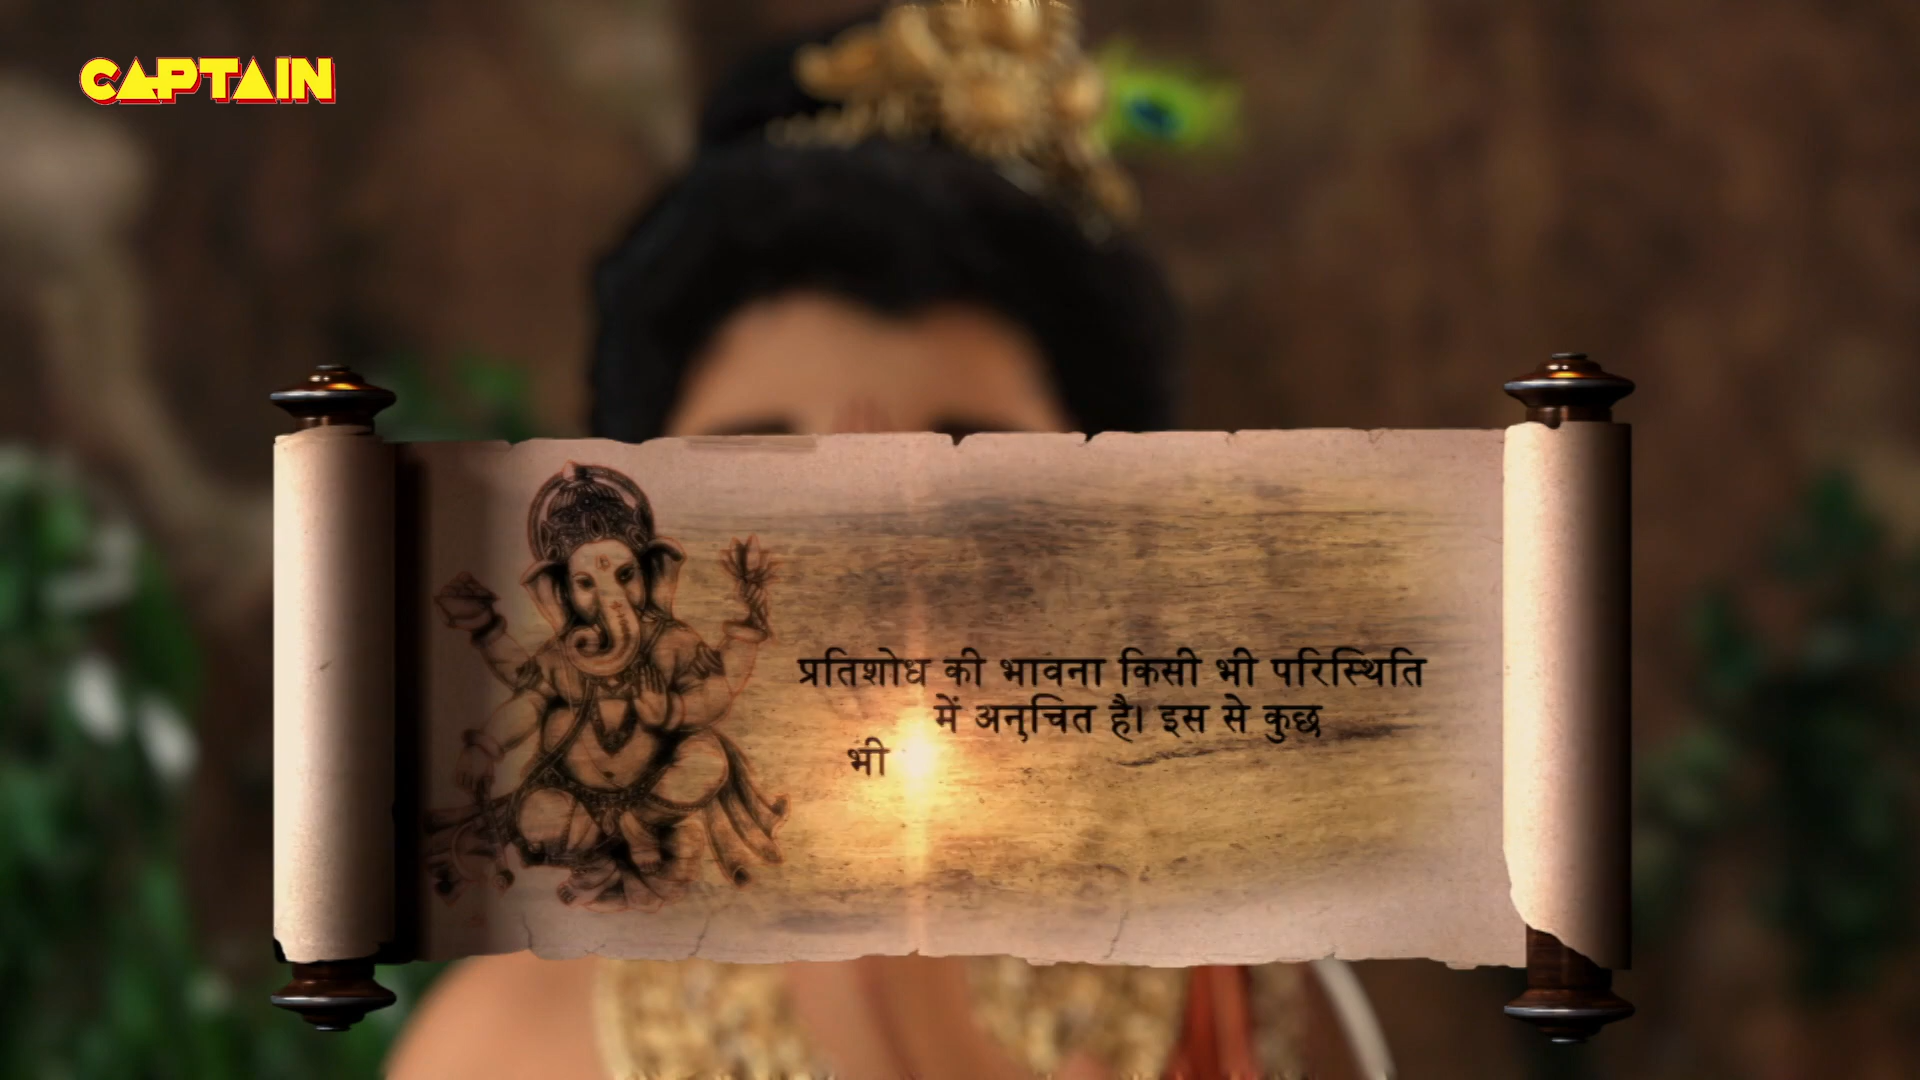 CAPTAIN
प्रतिशोध की भावना किसी भी परिस्थिति
में अनुचित है। इस से कुछ
भी